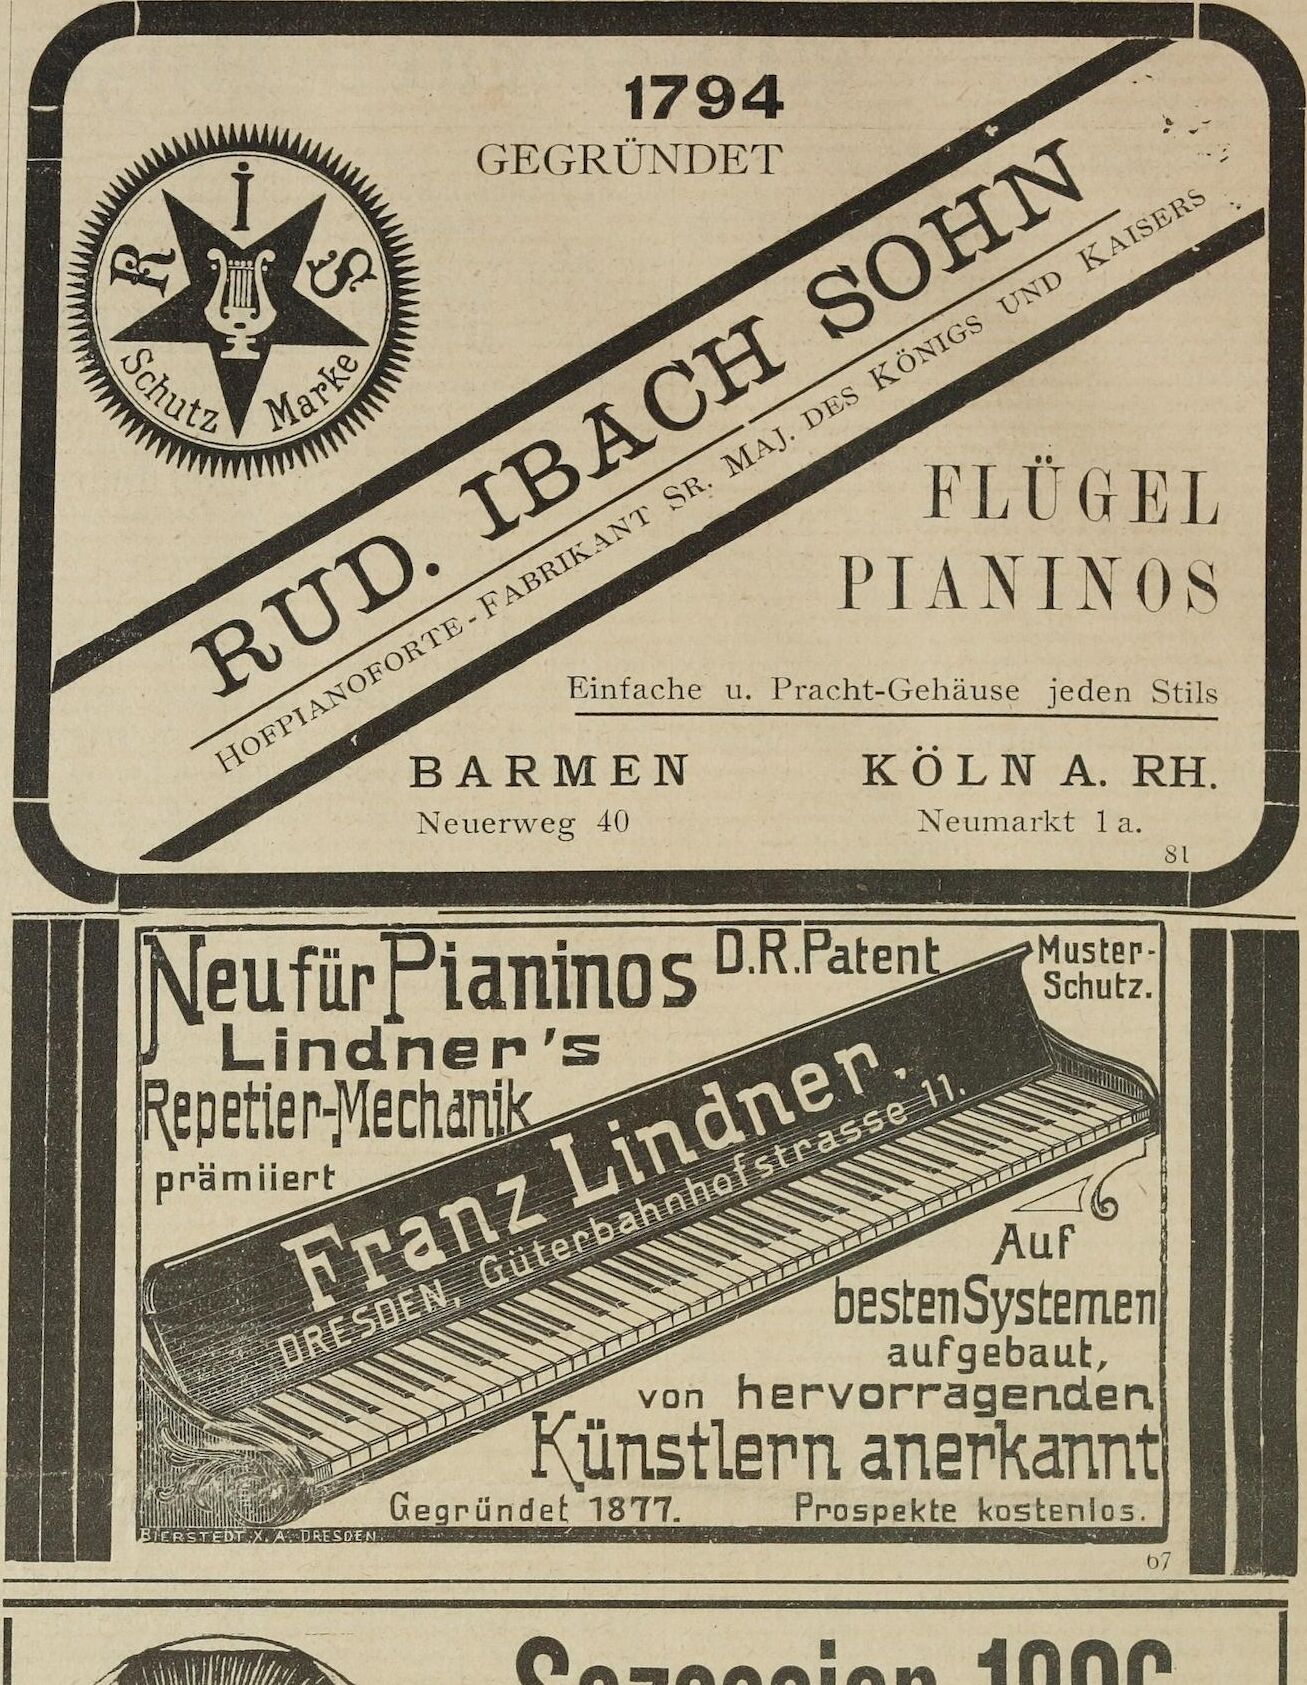 1794
GEGRÜNDET
R I S
Schutz Marke
RUD. IBACH SOHN
HOFPIANOFORTE-FABRIKANT SR. MAJ. DES KÖNIGS UND KAISERS
FLÜGEL
PIANINOS
Einfache u. Pracht-Gehäuse jeden Stils
BARMEN KÖLN A. RH.
Neuerweg 40 Neumarkt 1 a.
81
Neu für Pianinos D.R.Patent Muster-
Schutz.
Lindner's
Repetier-Mechanik
prämiiert
Franz Lindner.
DRESDEN, Güterbahnhofstrasse 11.
Auf
besten Systemen
aufgebaut,
von hervorragenden
Künstlern anerkannt
Gegründet 1877. Prospekte kostenlos.
BIERSTEDT, X. A. DRESDEN.
67
Sezession 1906